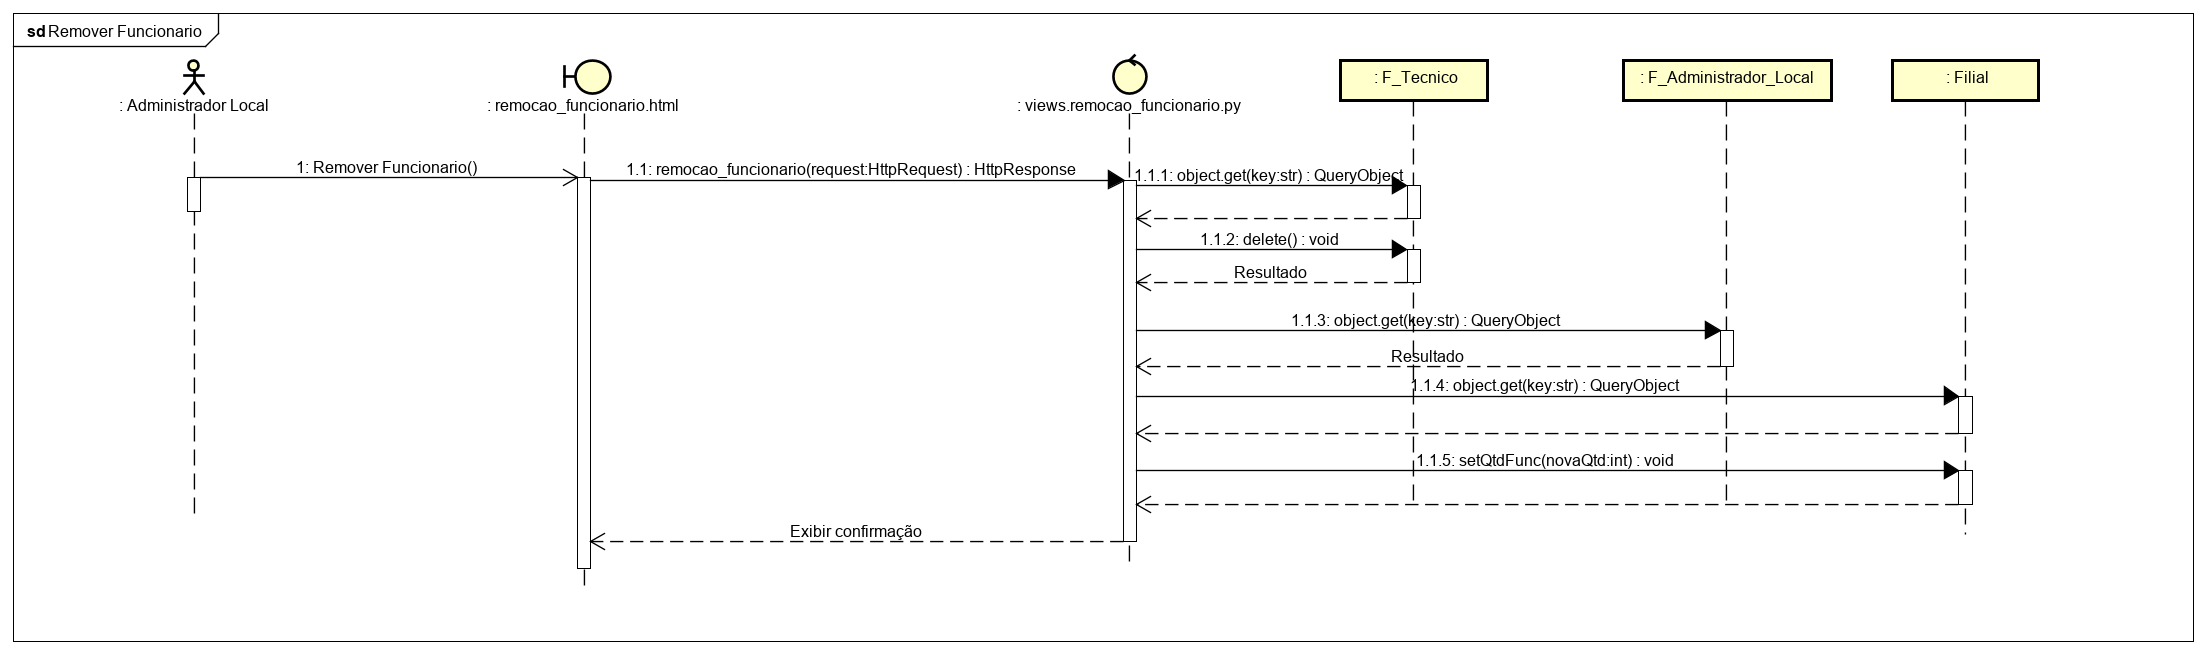 sd Remover Funcionario
: Administrador Local
: remocao_funcionario.html
: views.remocao_funcionario.py
: F_Tecnico
: F_Administrador_Local
: Filial
1: Remover Funcionario()
1.1: remocao_funcionario(request:HttpRequest) : HttpResponse
1.1.1: object.get(key:str) : QueryObject
1.1.2: delete() : void
Resultado
1.1.3: object.get(key:str) : QueryObject
Resultado
1.1.4: object.get(key:str) : QueryObject
1.1.5: setQtdFunc(novaQtd:int) : void
Exibir confirmação